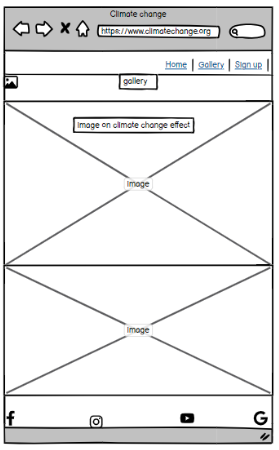 Climate change
https://www.climatechange.org
Home | Gallery | Sign up |
gallery
Image on climate change effect
Image
Image